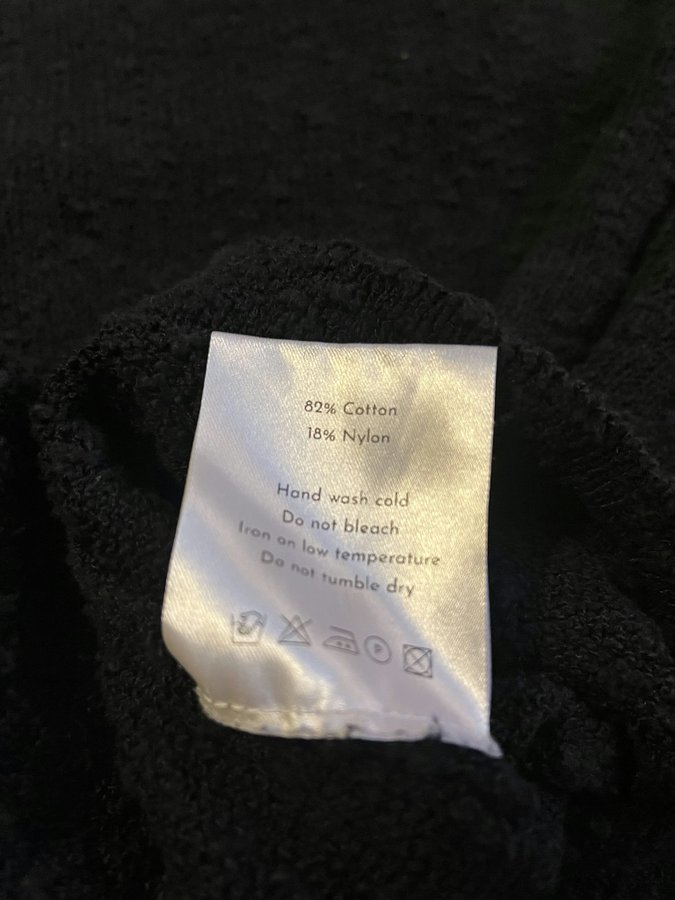 82% Cotton
18% Nylon
Hand wash cold
Do not bleach
Iron on low temperature
Do not tumble dry
P